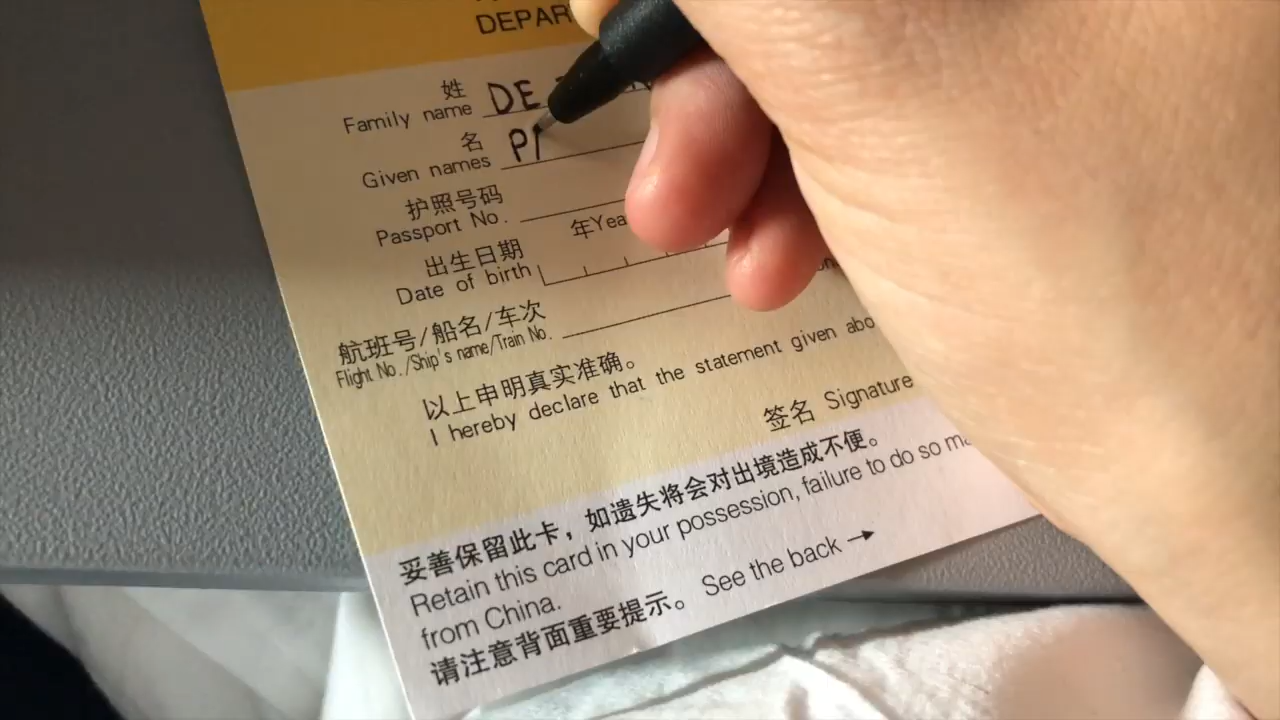 DEPAR
姓
Family name DE
名
Given names PI
护照号码
Passport No.
出生日期 年Yea
Date of birth
航班号/船名/车次
Flight No./Ship's name/Train No.
以上申明真实准确。
I hereby declare that the statement given abo
签名 Signature
妥善保留此卡，如遗失将会对出境造成不便。
Retain this card in your possession, failure to do so ma
from China.
请注意背面重要提示。 See the back →